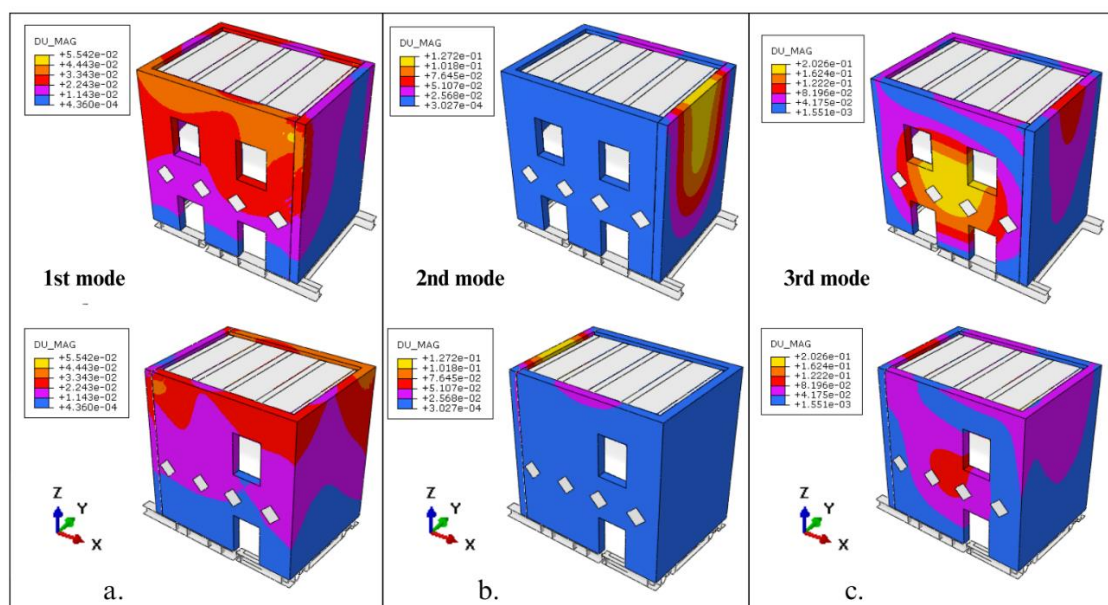 DU_MAG
+5.542e-02
+4.443e-02
+3.343e-02
+2.243e-02
+1.143e-02
+4.360e-04
1st mode
DU_MAG
+1.272e-01
+1.018e-01
+7.645e-02
+5.107e-02
+2.568e-02
+3.027e-04
2nd mode
DU_MAG
+2.026e-01
+1.624e-01
+1.222e-01
+8.196e-02
+4.175e-02
+1.551e-03
3rd mode
DU_MAG
+5.542e-02
+4.443e-02
+3.343e-02
+2.243e-02
+1.143e-02
+4.360e-04
Z
Y
X
a.
DU_MAG
+1.272e-01
+1.018e-01
+7.645e-02
+5.107e-02
+2.568e-02
+3.027e-04
Z
Y
X
b.
DU_MAG
+2.026e-01
+1.624e-01
+1.222e-01
+8.196e-02
+4.175e-02
+1.551e-03
Z
Y
X
c.